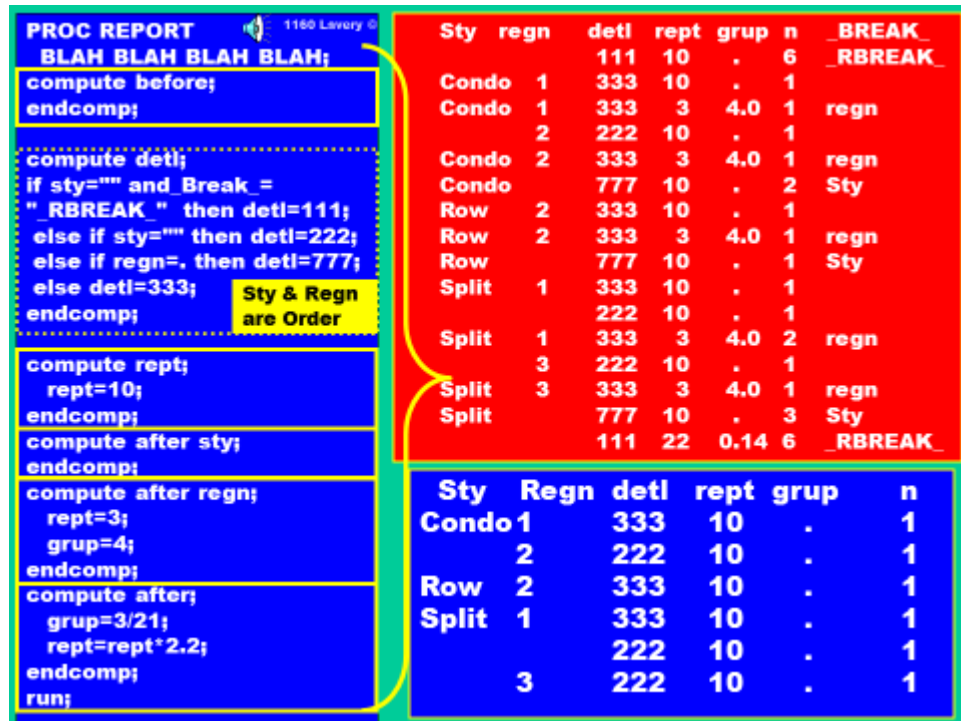 PROC REPORT 1160 Lavery ©
BLAH BLAH BLAH BLAH;
compute before;
endcomp;
compute detl;
if sty="" and_Break_=
"_RBREAK_" then detl=111;
else if sty="" then detl=222;
else if regn=. then detl=777;
else detl=333;
endcomp;
Sty & Regn
are Order
compute rept;
rept=10;
endcomp;
compute after sty;
endcomp;
compute after regn;
rept=3;
grup=4;
endcomp;
compute after;
grup=3/21;
rept=rept*2.2;
endcomp;
run;
Sty regn detl rept grup n _BREAK_
111 10 . 6 _RBREAK_
Condo 1 333 10 . 1
Condo 1 333 3 4.0 1 regn
2 222 10 . 1
Condo 2 333 3 4.0 1 regn
Condo 777 10 . 2 Sty
Row 2 333 10 . 1
Row 2 333 3 4.0 1 regn
Row 777 10 . 1 Sty
Split 1 333 10 . 1
222 10 . 1
Split 1 333 3 4.0 2 regn
3 222 10 . 1
Split 3 333 3 4.0 1 regn
Split 777 10 . 3 Sty
111 22 0.14 6 _RBREAK_
Sty Regn detl rept grup n
Condo 1 333 10 . 1
2 222 10 . 1
Row 2 333 10 . 1
Split 1 333 10 . 1
222 10 . 1
3 222 10 . 1